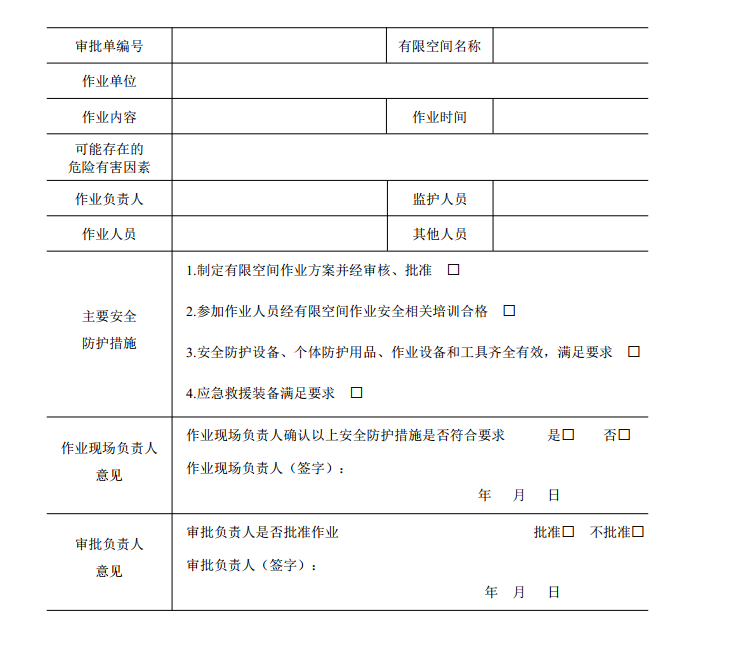 审批单编号 有限空间名称
作业单位
作业内容 作业时间
可能存在的
危险有害因素
作业负责人 监护人员
作业人员 其他人员
主要安全
防护措施
1.制定有限空间作业方案并经审核、批准 □
2.参加作业人员经有限空间作业安全相关培训合格 □
3.安全防护设备、个体防护用品、作业设备和工具齐全有效，满足要求 □
4.应急救援装备满足要求 □
作业现场负责人
意见
作业现场负责人确认以上安全防护措施是否符合要求 是□ 否□
作业现场负责人（签字）：
年 月 日
审批负责人
意见
审批负责人是否批准作业 批准□ 不批准□
审批负责人（签字）：
年 月 日